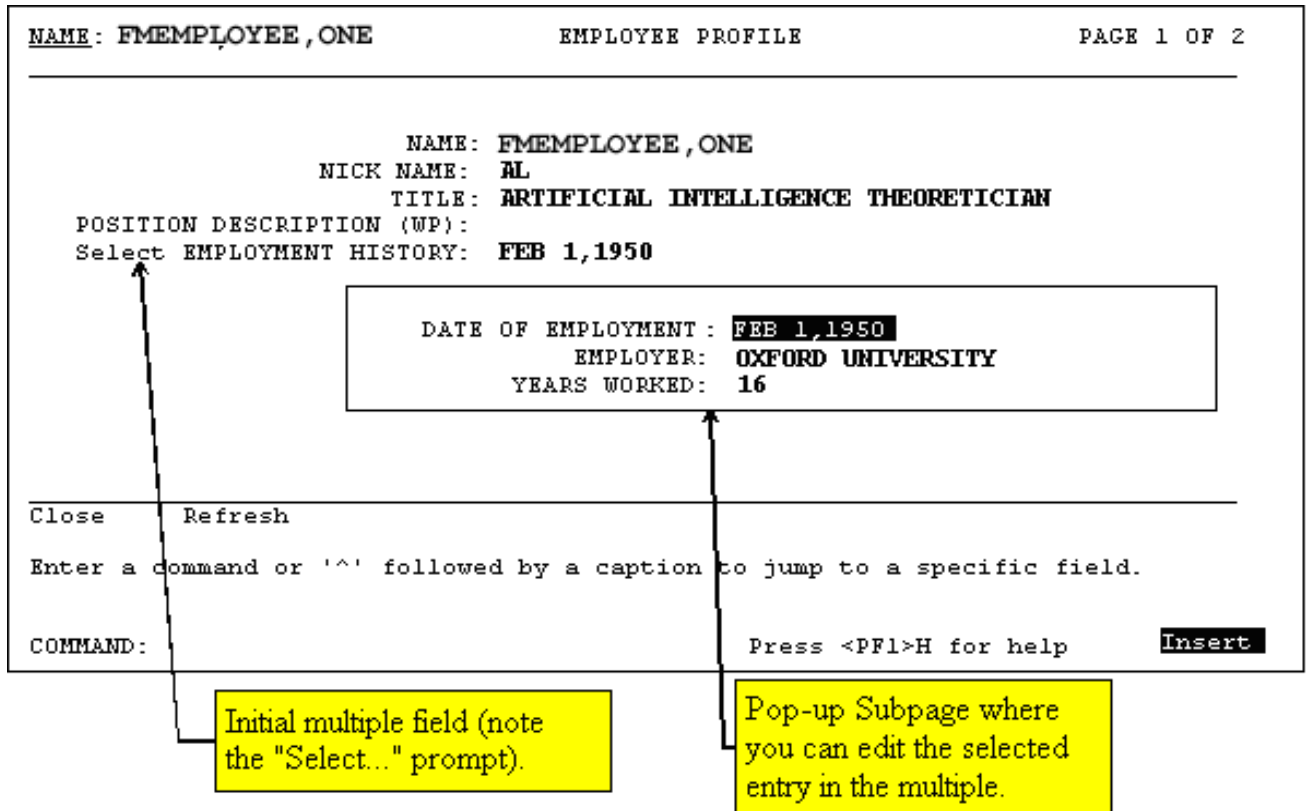 NAME: FMEMPLOYEE,ONE EMPLOYEE PROFILE PAGE 1 OF 2
NAME: FMEMPLOYEE,ONE
NICK NAME: AL
TITLE: ARTIFICIAL INTELLIGENCE THEORETICIAN
POSITION DESCRIPTION (WP):
Select EMPLOYMENT HISTORY: FEB 1,1950
DATE OF EMPLOYMENT: FEB 1,1950
EMPLOYER: OXFORD UNIVERSITY
YEARS WORKED: 16
Close Refresh
Enter a command or '^' followed by a caption to jump to a specific field.
COMMAND: Press <PF1>H for help Insert
Initial multiple field (note
the "Select..." prompt).
Pop-up Subpage where
you can edit the selected
entry in the multiple.